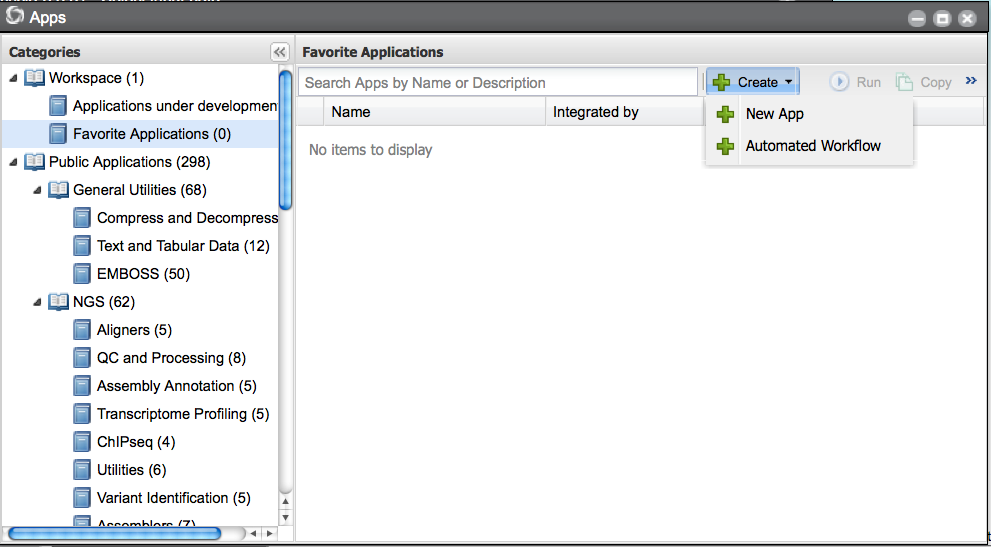 Apps
Categories
Workspace (1)
Applications under developmen
Favorite Applications (0)
Public Applications (298)
General Utilities (68)
Compress and Decompress
Text and Tabular Data (12)
EMBOSS (50)
NGS (62)
Aligners (5)
QC and Processing (8)
Assembly Annotation (5)
Transcriptome Profiling (5)
ChIPseq (4)
Utilities (6)
Variant Identification (5)
Assemblers (7)
Favorite Applications
Search Apps by Name or Description
Create
Run
Copy
Name
Integrated by
New App
Automated Workflow
No items to display